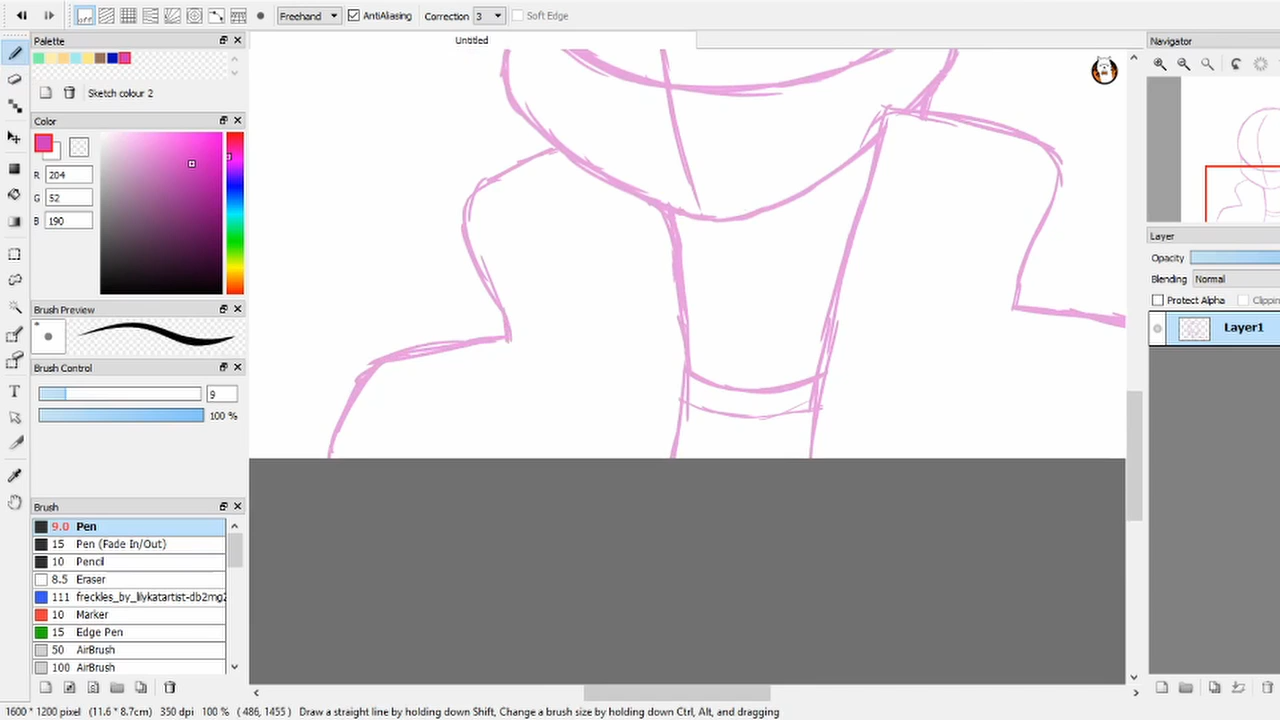 Freehand AntiAliasing Correction 3 Soft Edge
Palette Untitled Navigator
Sketch colour 2
Color
R 204
G 52
B 190
Layer
Opacity
Blending Normal
Protect Alpha Clippin
Brush Preview
Layer1
Brush Control
9
100 %
Brush
9.0 Pen
15 Pen (Fade In/Out)
10 Pencil
8.5 Eraser
111 freckles_by_lilykatartist-db2mg2
10 Marker
15 Edge Pen
50 AirBrush
100 AirBrush
1600 * 1200 pixel (11.6 * 8.7cm) 350 dpi 100 % ( 486, 1455 ) Draw a straight line by holding down Shift, Change a brush size by holding down Ctrl, Alt, and dragging